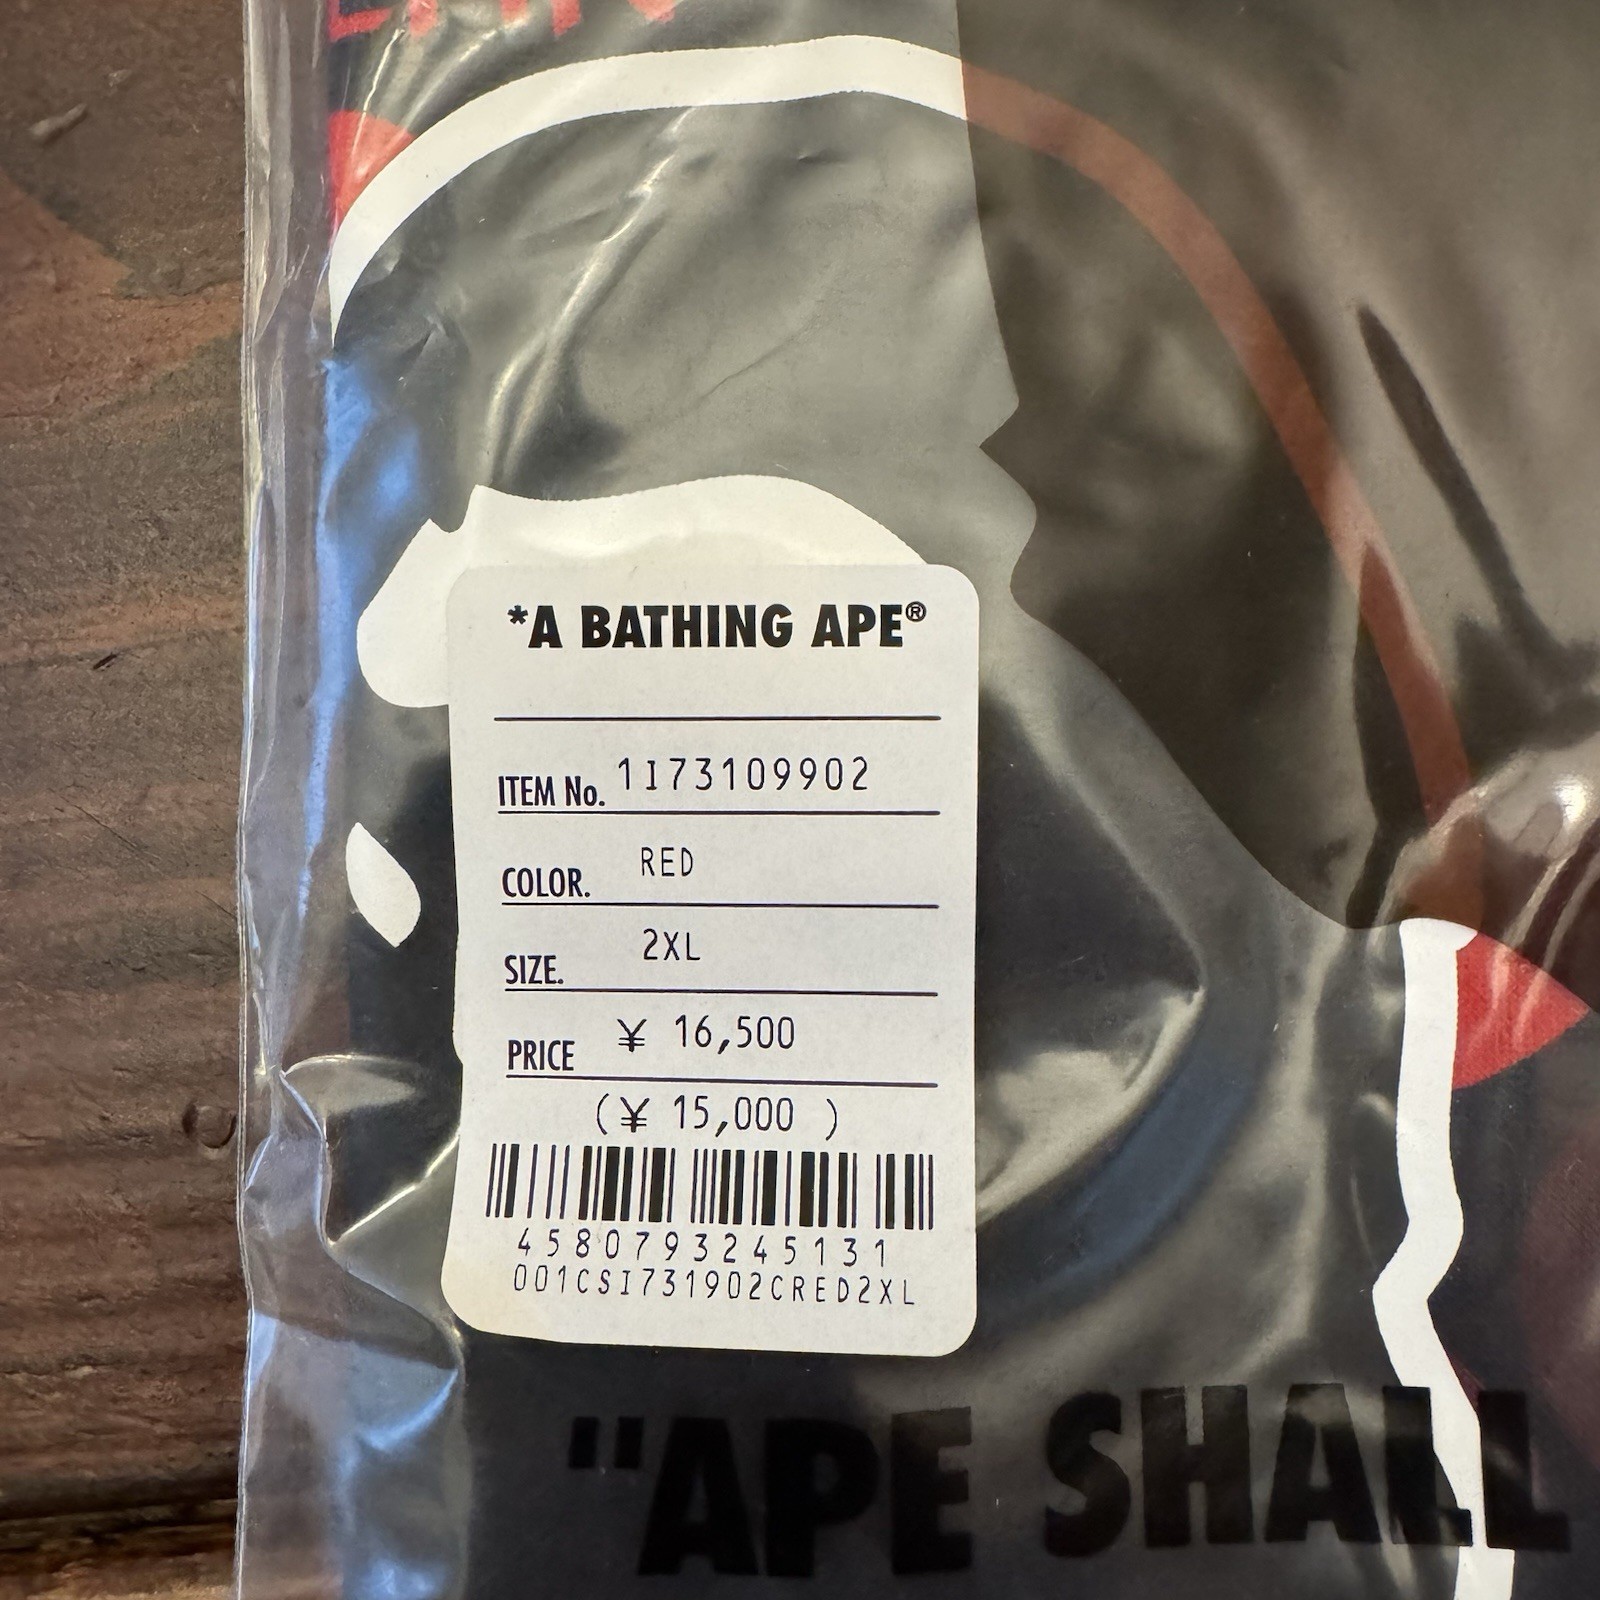 *A BATHING APE®
ITEM No. 1I73109902
COLOR. RED
SIZE. 2XL
PRICE ¥ 16,500
(¥ 15,000 )
4580793245131
001CSI731902CRED2XL
"APE SHALL